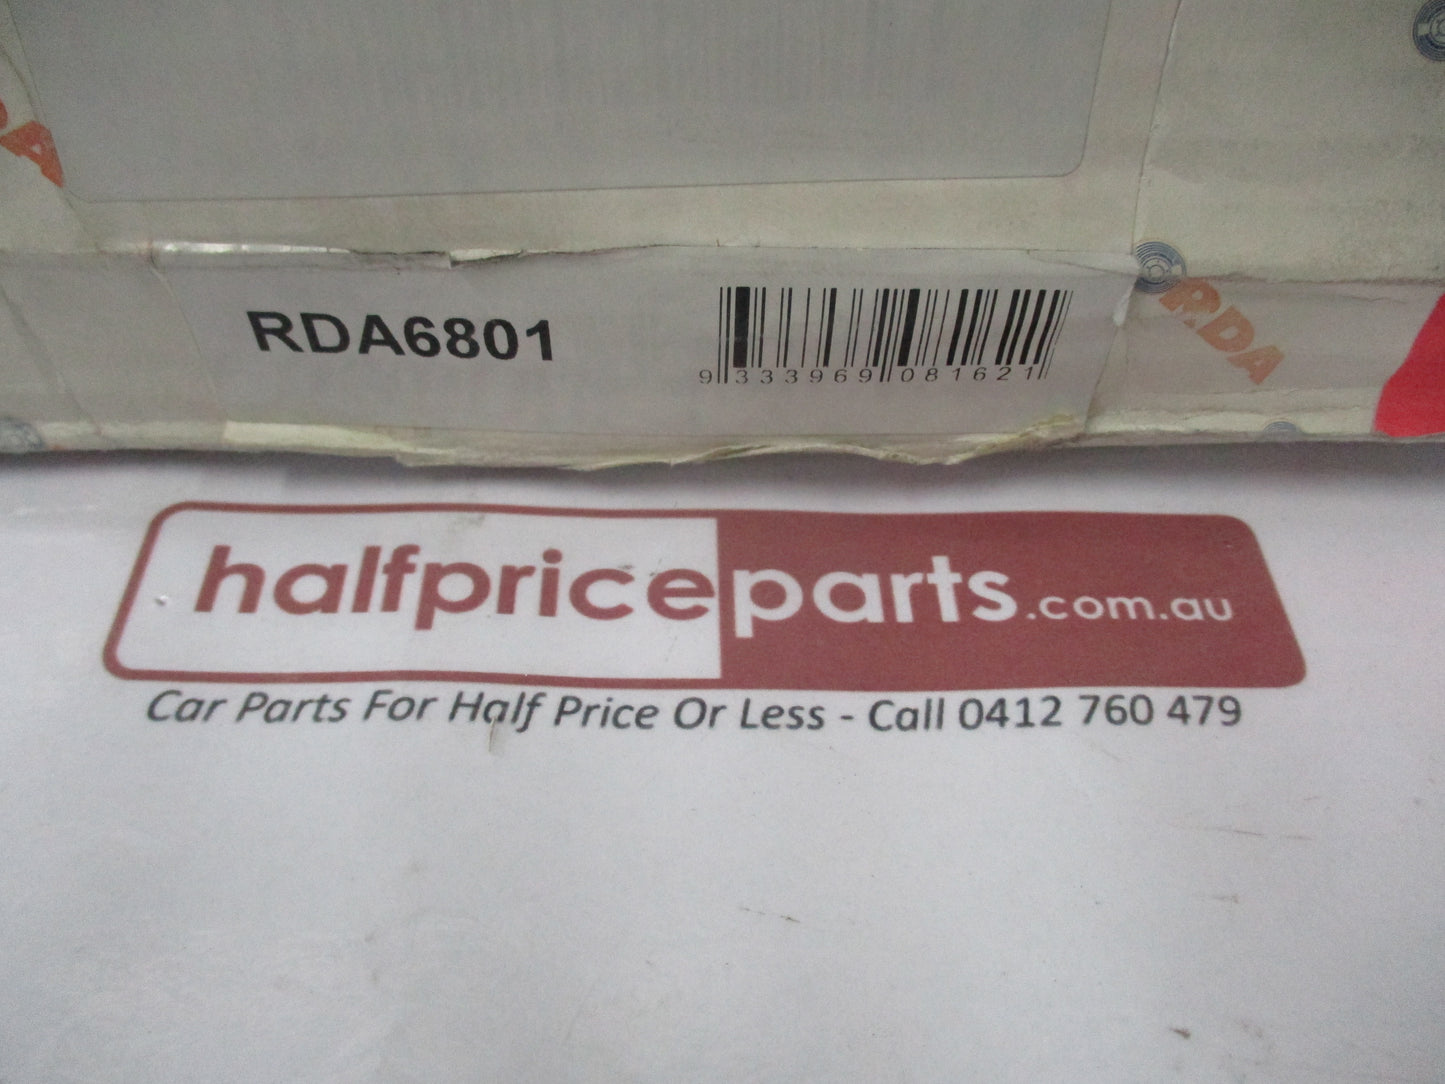 RDA
RDA6801
9 333969 081621
RDA
halfpriceparts.com.au
Car Parts For Half Price Or Less - Call 0412 760 479